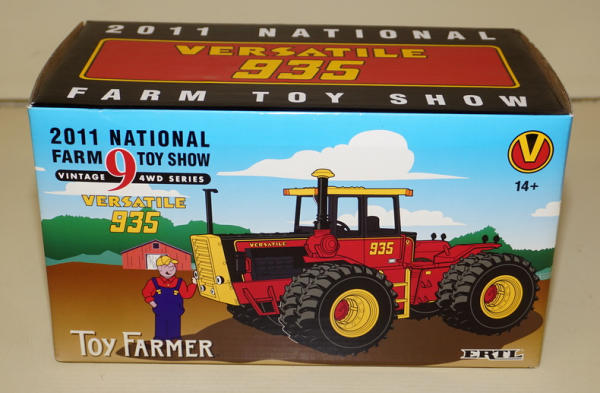 2011 NATIONAL
VERSATILE
935
FARM TOY SHOW
2011 NATIONAL
FARM 9 TOY SHOW
VINTAGE 4WD SERIES
VERSATILE
935
V
14+
VERSATILE
935
TOY FARMER
ERTL